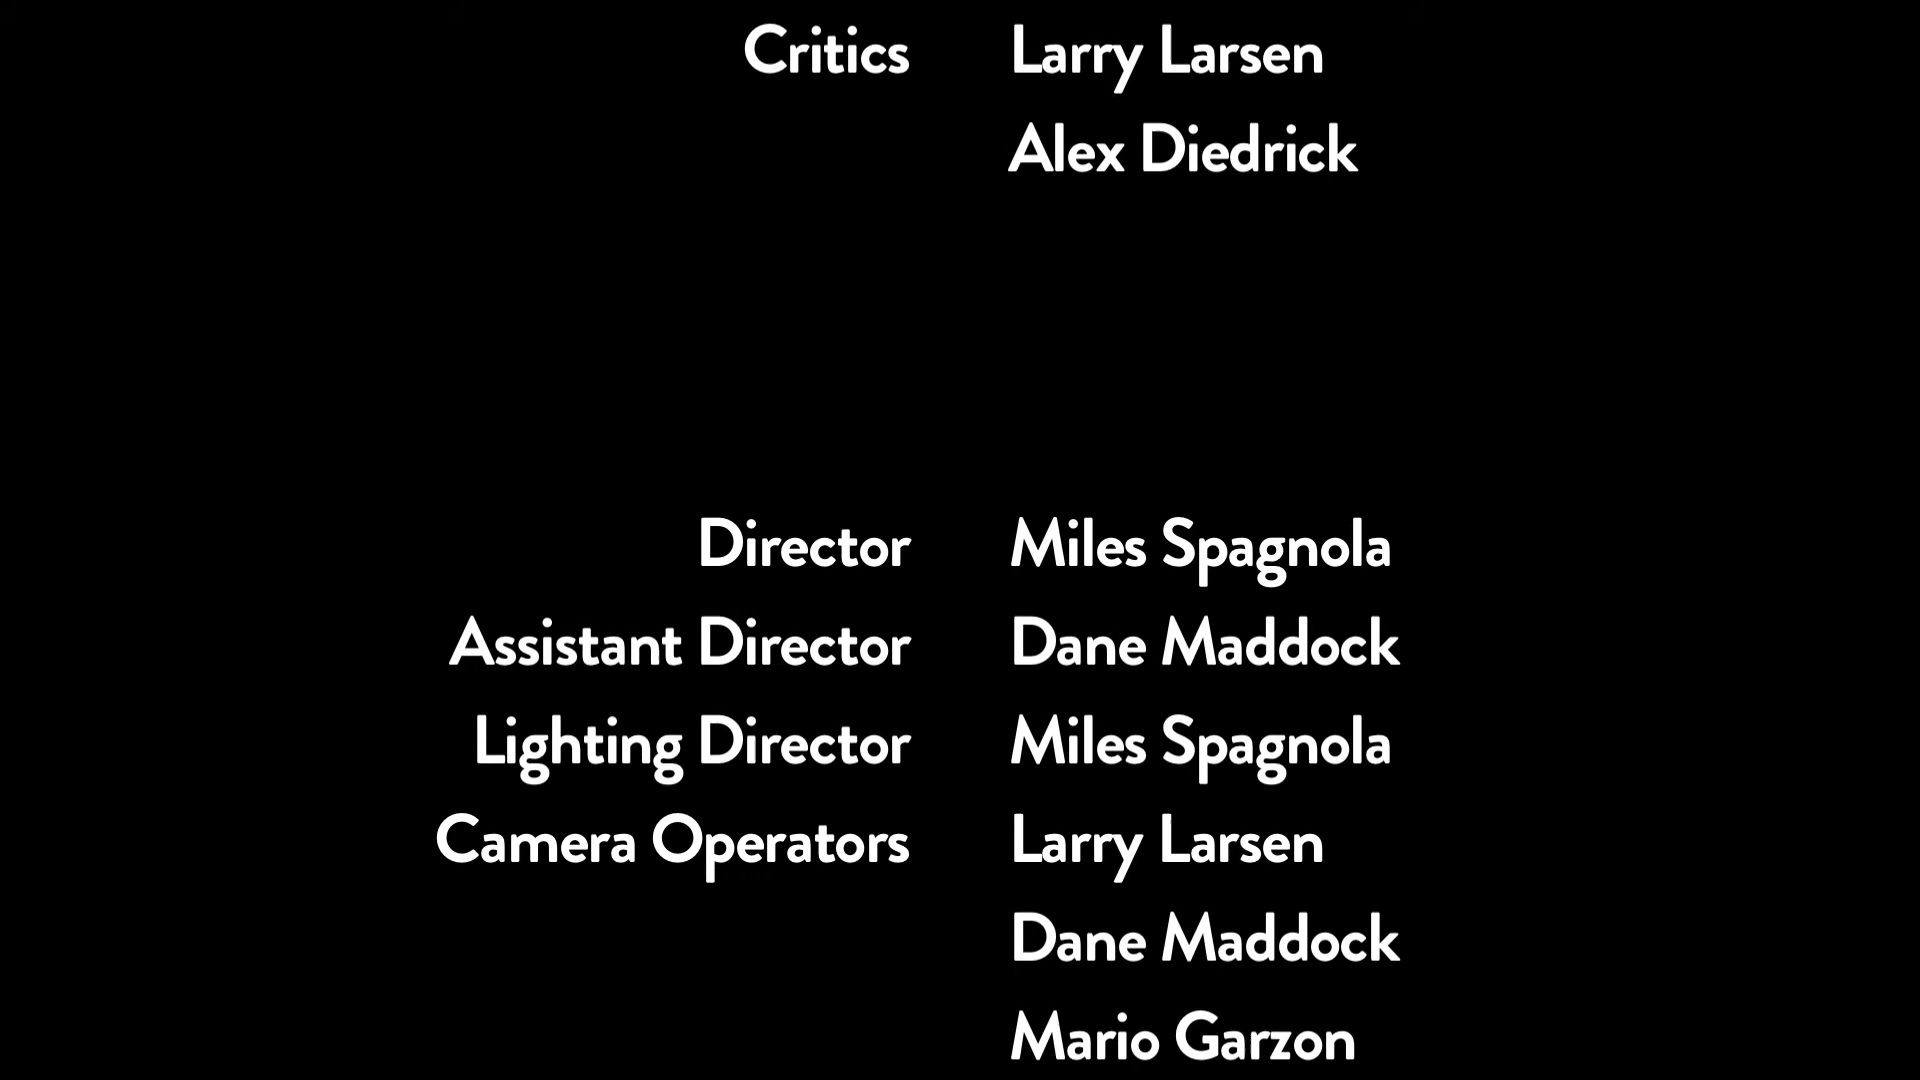 Critics Larry Larsen
Alex Diedrick
Director Miles Spagnola
Assistant Director Dane Maddock
Lighting Director Miles Spagnola
Camera Operators Larry Larsen
Dane Maddock
Mario Garzon